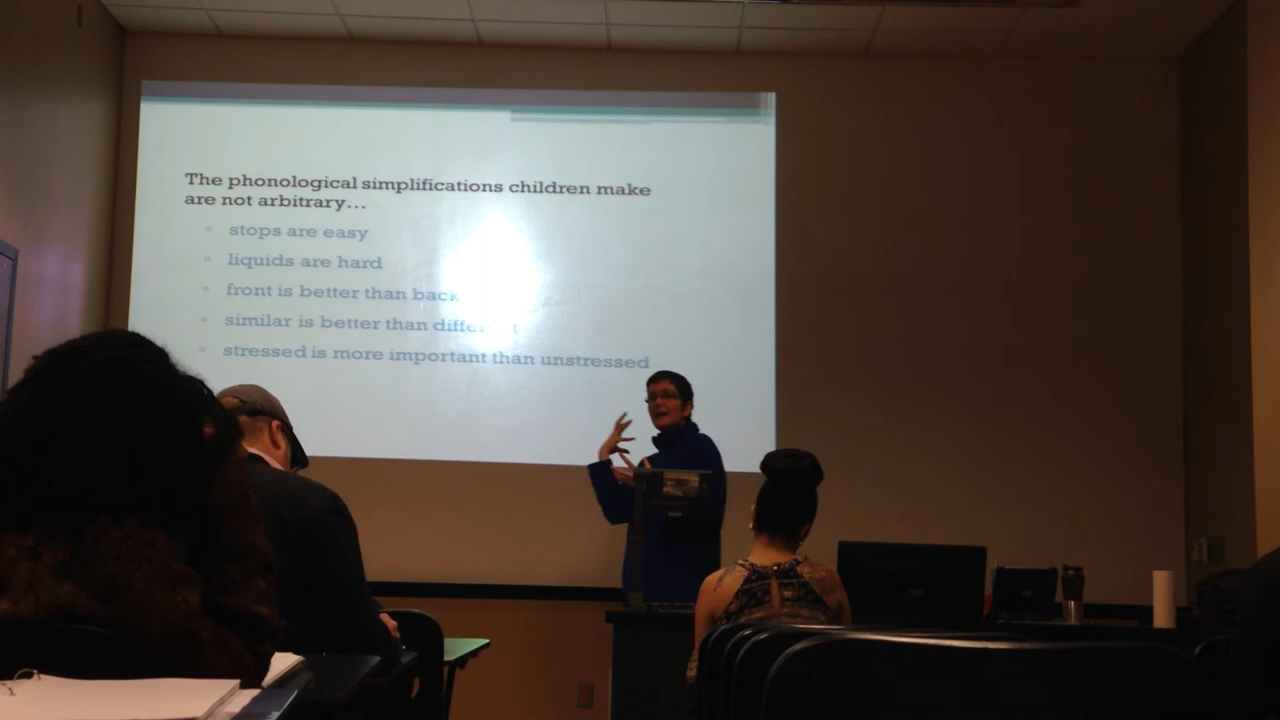 The phonological simplifications children make
are not arbitrary...
stops are easy
liquids are hard
front is better than back
similar is better than different
stressed is more important than unstressed